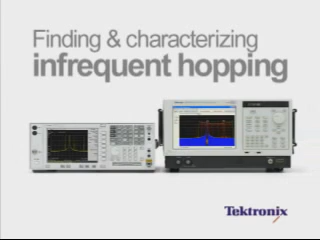 Finding & characterizing
infrequent hopping
Tektronix